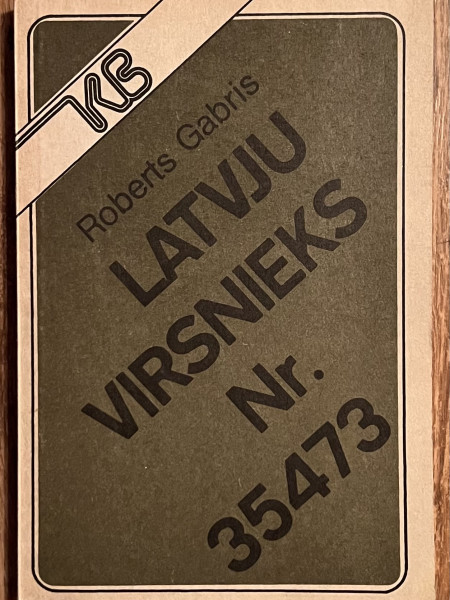 KB
Roberts Gabris
LATVJU
VIRSNIEKS
Nr.
35473